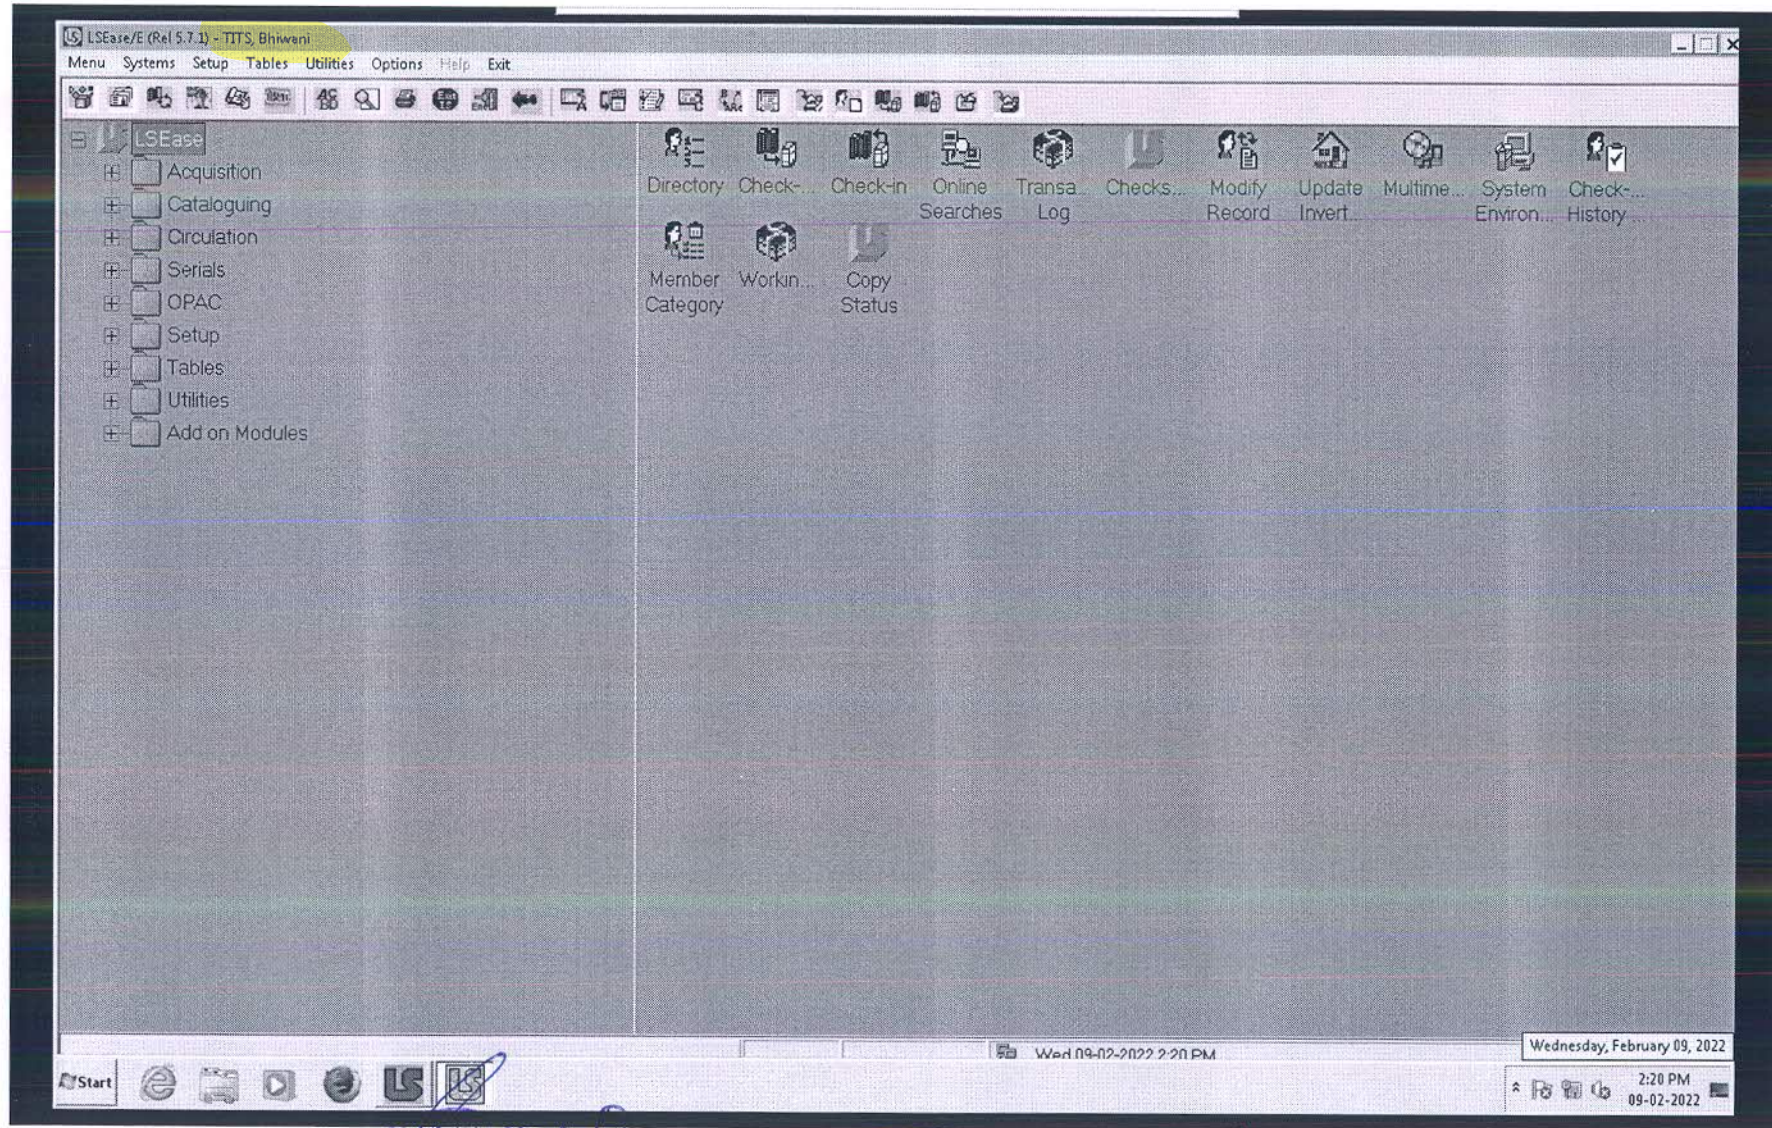 LSEase/E (Rel 5.7.1) - TITS, Bhiwani
Menu Systems Setup Tables Utilities Options Help Exit
LSEase
Acquisition
Cataloguing
Circulation
Serials
OPAC
Setup
Tables
Utilities
Add on Modules
Directory Check-... Check-in Online Searches Transa... Log Checks... Modify Record Update Invert... Multime... System Environ... Check-... History ...
Member Category Workin... Copy Status
Wed 09-02-2022 2:20 PM
Wednesday, February 09, 2022
Start
LS
LS
2:20 PM
09-02-2022